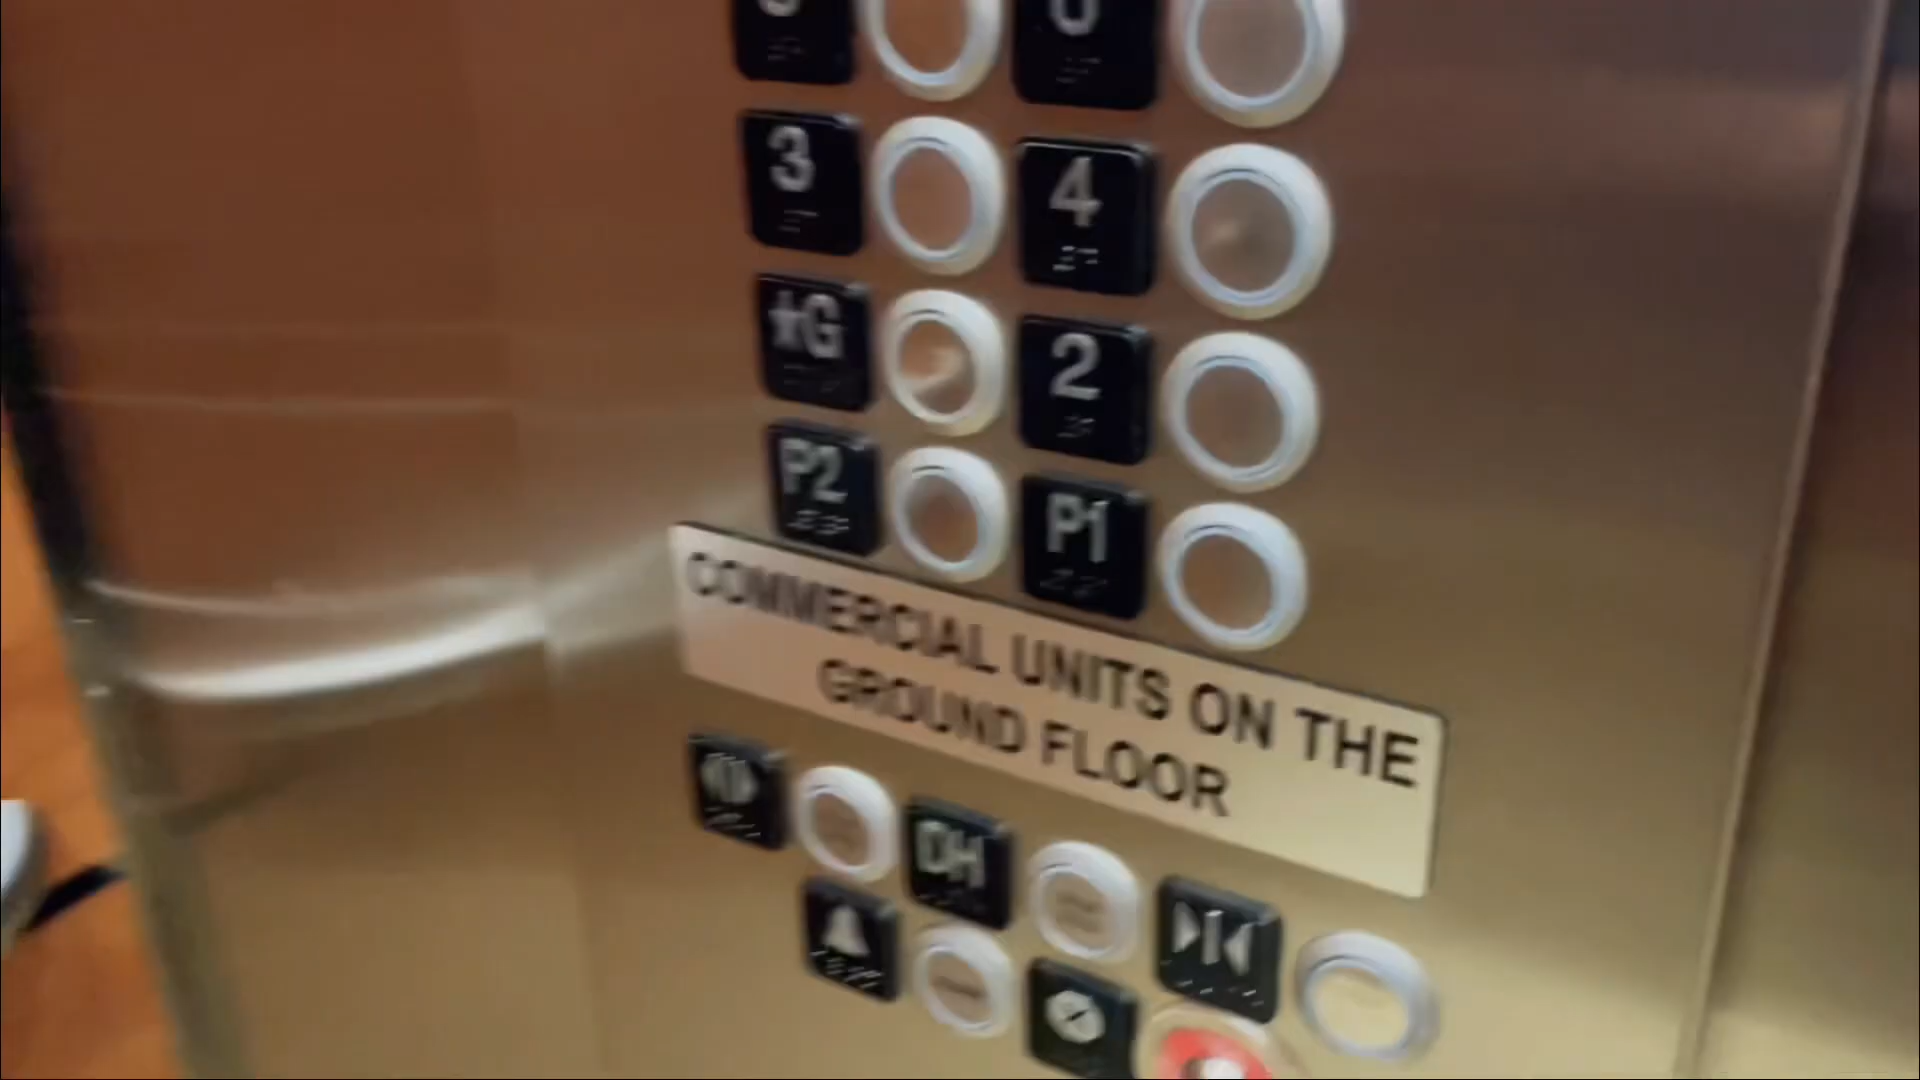 3
4
★G
2
P2
P1
COMMERCIAL UNITS ON THE
GROUND FLOOR
DH